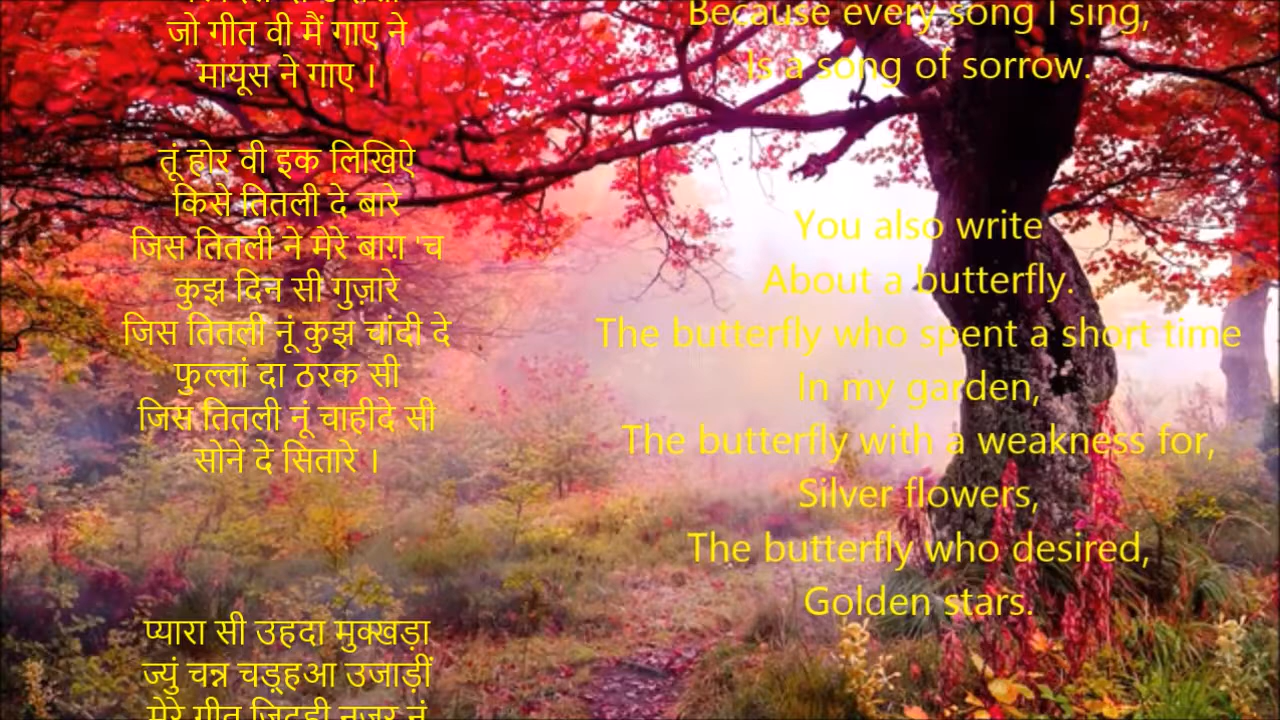 जो गीत वी मैं गाए ने
मायूस ने गाए ।
तूं होर वी इक लिखिऐ
किसे तितली दे बारे
जिस तितली ने मेरे बाग़ 'च
कुझ दिन सी गुज़ारे
जिस तितली नूं कुझ चांदी दे
फुल्लां दा ठरक सी
जिस तितली नूं चाहीदे सी
सोने दे सितारे ।
प्यारा सी उहदा मुक्खड़ा
ज्युं चन्न चड़्हआ उजाड़ीं
मेरे गीत जिदही नज़र नूं
Because every song I sing,
Is a song of sorrow.
You also write
About a butterfly.
The butterfly who spent a short time
In my garden,
The butterfly with a weakness for,
Silver flowers,
The butterfly who desired,
Golden stars.